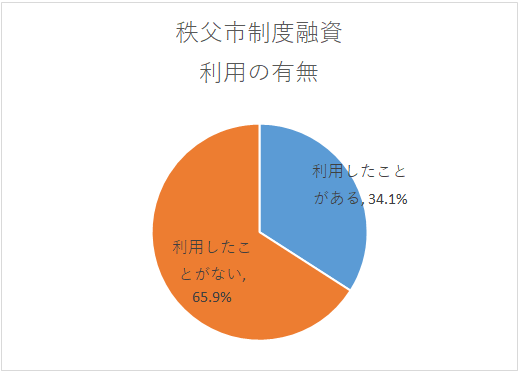 秩父市制度融資
利用の有無
利用したこと
がある, 34.1%
利用したこ
とがない,
65.9%